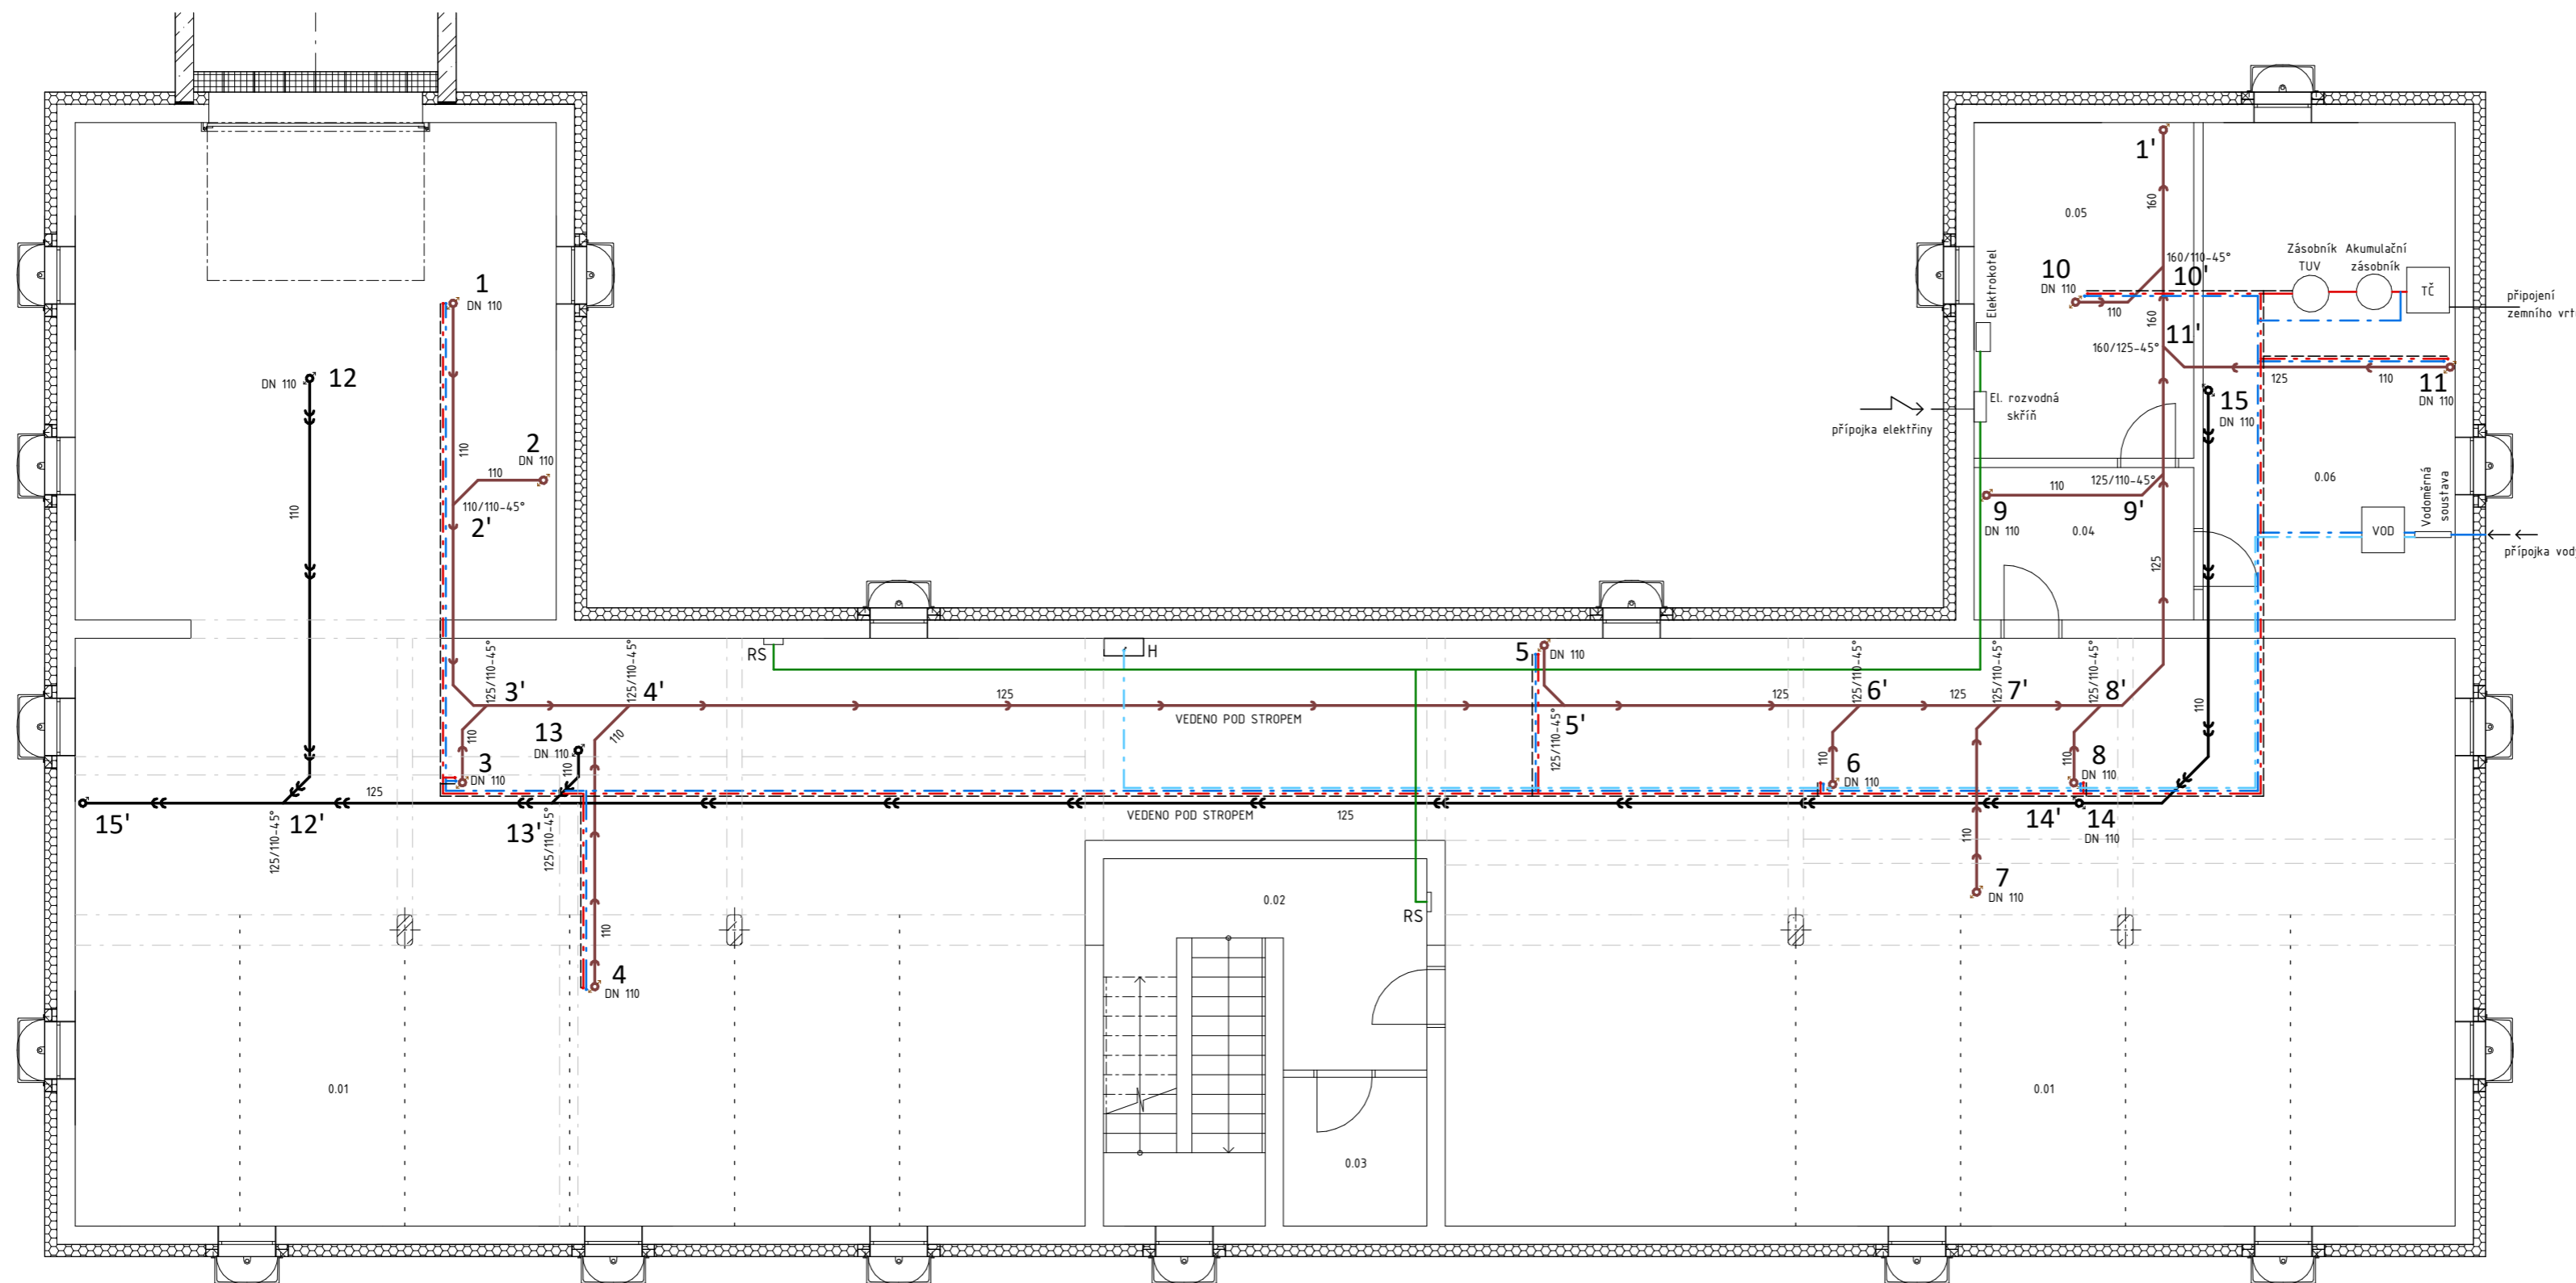 1'
160
0.05
Zásobník
TUV
Akumulační
zásobník
160/110-45°
10
DN 110
10'
1
DN 110
110
TČ
připojení
zemního vrt
Elektrokotel
160
11'
160/125-45°
125
110
11
DN 110
DN 110
12
El. rozvodná
skříň
15
DN 110
přípojka elektřiny
2
DN 110
110
110
110/110-45°
2'
110
110
125/110-45°
9
9'
DN 110
0.04
0.06
Vodoměrná
soustava
VOD
přípojka vod
125
RS
H
5
DN 110
125/110-45°
125/110-45°
125/110-45°
125/110-45°
125/110-45°
3'
4'
125
125
6'
125
7'
8'
110
VEDENO POD STROPEM
5'
125/110-45°
110
110
13
DN 110
110
3
DN 110
110
6
DN 110
110
8
DN 110
125
15'
12'
125/110-45°
13'
125/110-45°
VEDENO POD STROPEM
125
14'
14
DN 110
110
7
DN 110
0.02
RS
110
4
DN 110
0.01
0.01
0.03